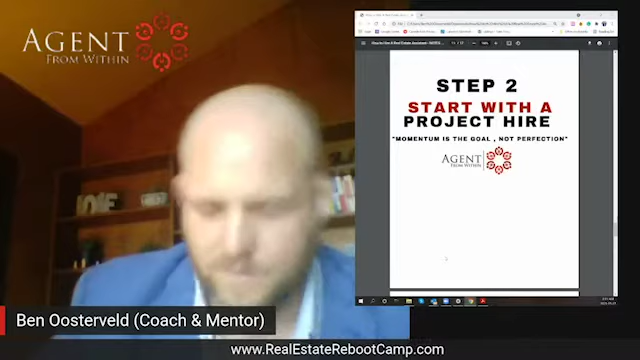 AGENT
FROM WITHIN
STEP 2
START WITH A
PROJECT HIRE
"MOMENTUM IS THE GOAL , NOT PERFECTION"
AGENT
FROM WITHIN
Ben Oosterveld (Coach & Mentor)
www.RealEstateRebootCamp.com